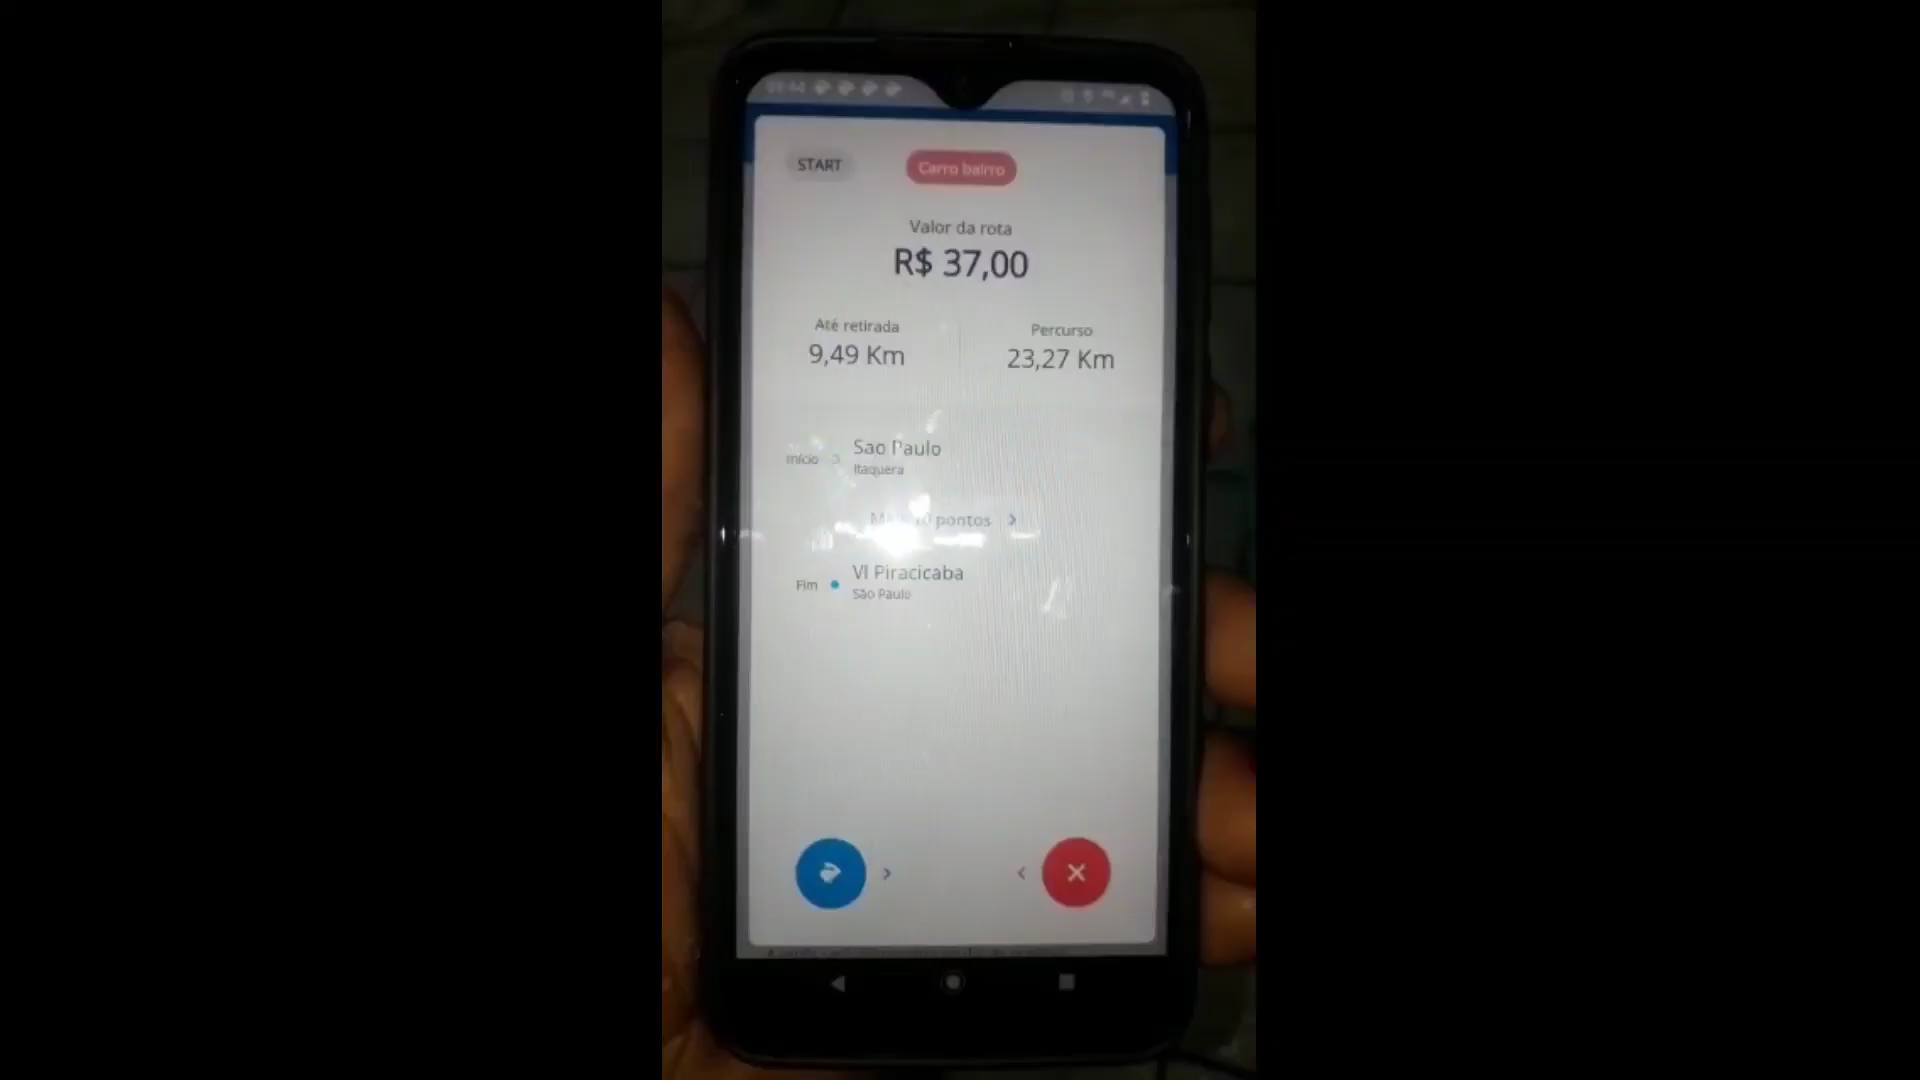 START
Carro bairro
Valor da rota
R$ 37,00
Até retirada
9,49 Km
Percurso
23,27 Km
Início
Sao Paulo
Itaquera
pontos
Fim
Vl Piracicaba
São Paulo